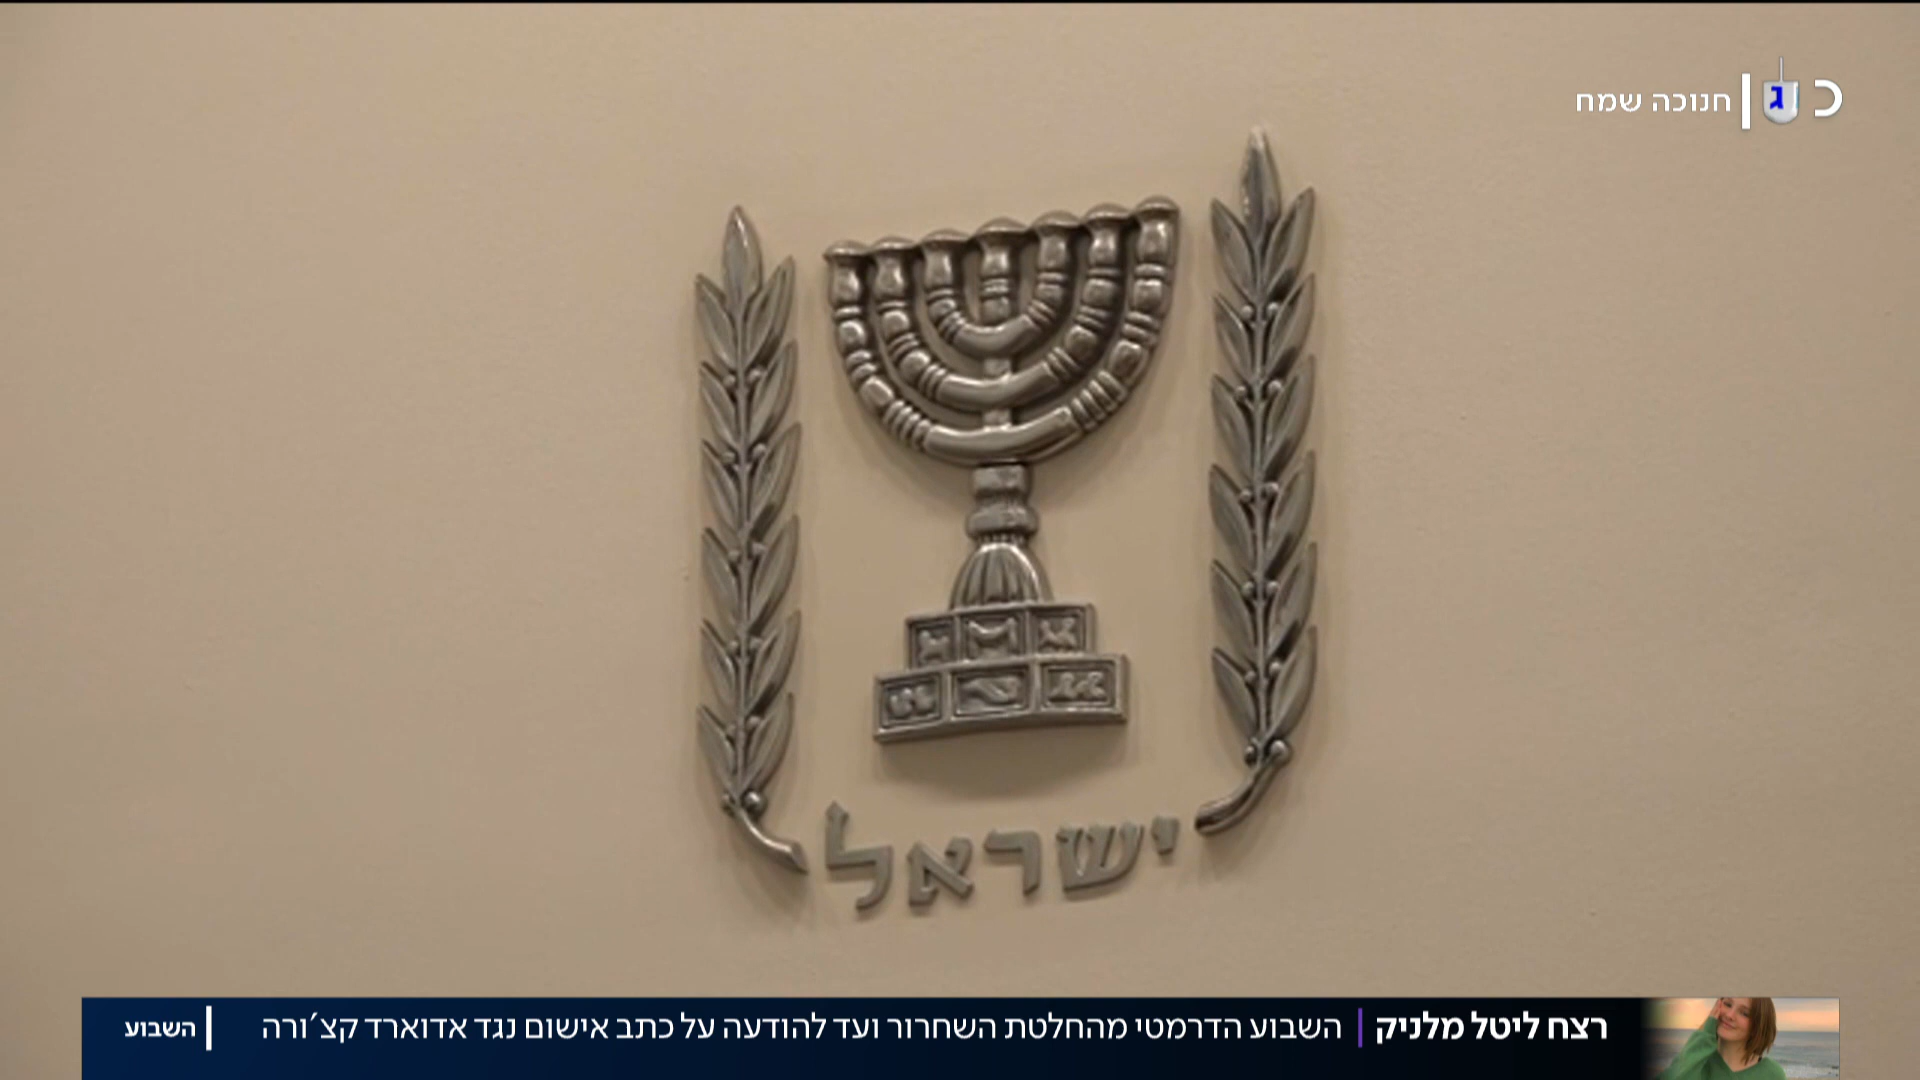 כ ג | חנוכה שמח
ישראל
רצח ליטל מלניק | השבוע הדרמטי מהחלטת השחרור ועד להודעה על כתב אישום נגד אדוארד קצ'ורה | השבוע